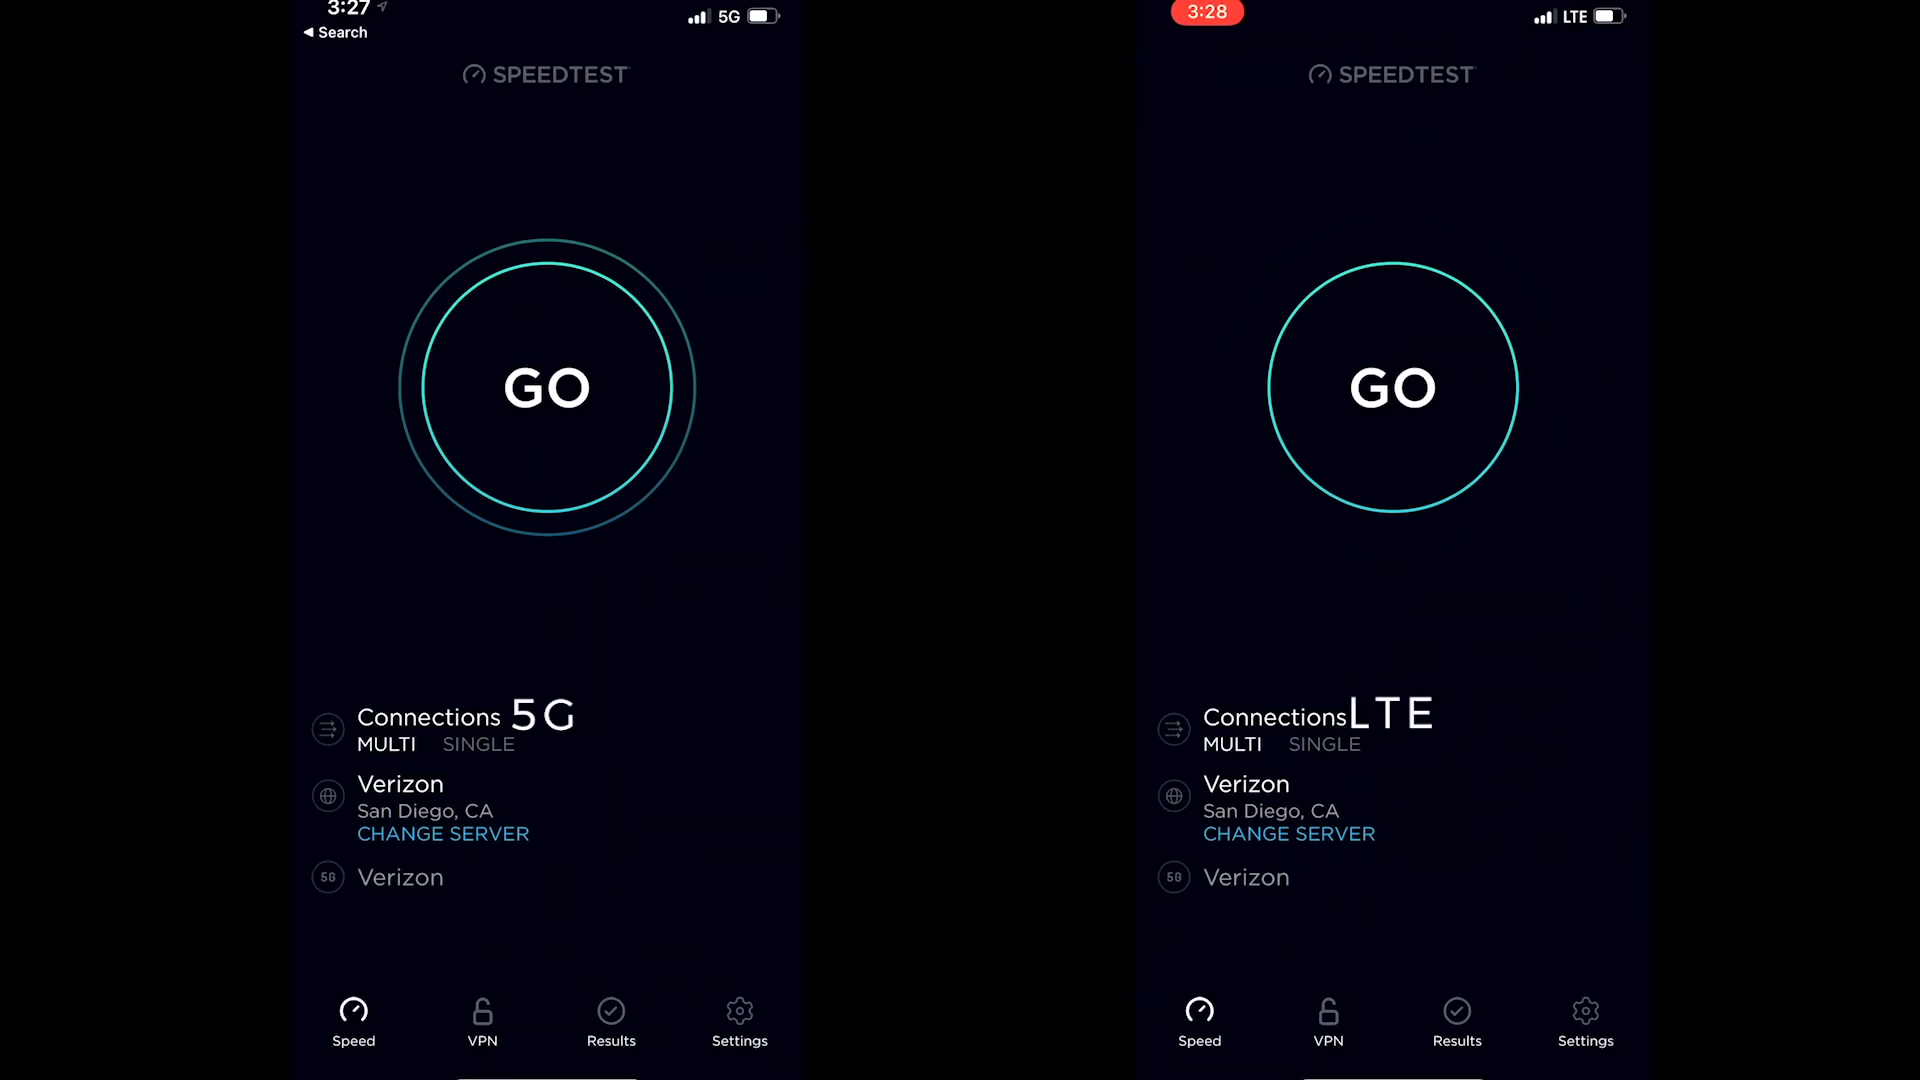 3:27
5G
◀ Search
SPEEDTEST
GO
Connections 5G
MULTI SINGLE
Verizon
San Diego, CA
CHANGE SERVER
5G Verizon
Speed VPN Results Settings
3:28
LTE
SPEEDTEST
GO
Connections LTE
MULTI SINGLE
Verizon
San Diego, CA
CHANGE SERVER
5G Verizon
Speed VPN Results Settings